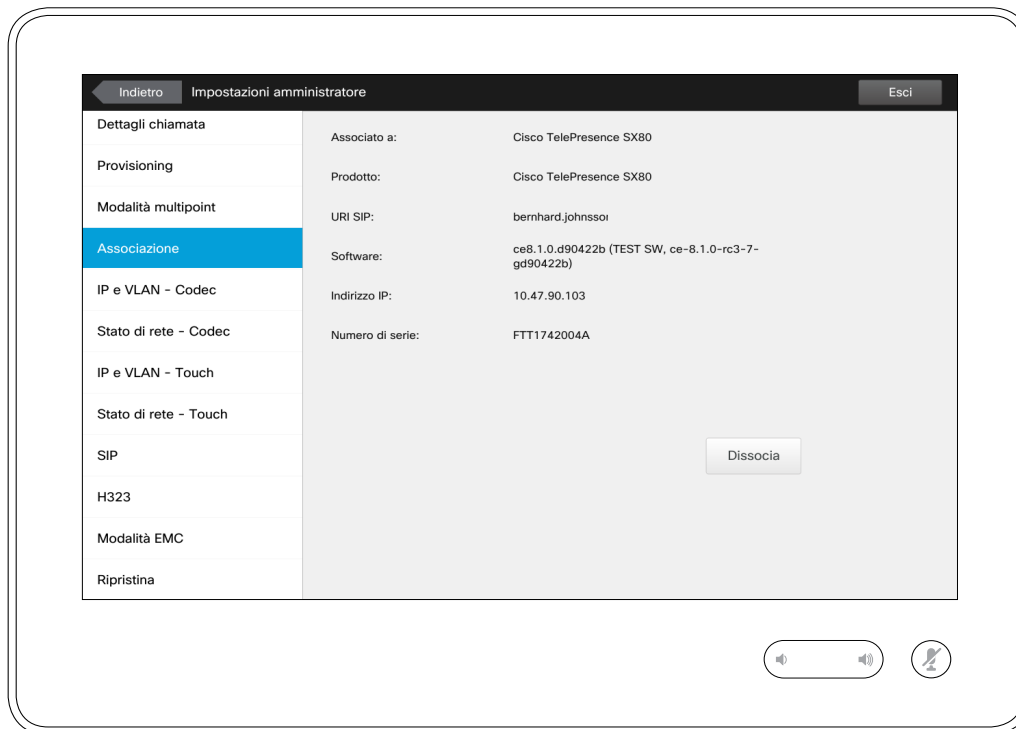 Indietro
Impostazioni amministratore
Esci
Dettagli chiamata
Provisioning
Modalità multipoint
Associazione
IP e VLAN - Codec
Stato di rete - Codec
IP e VLAN - Touch
Stato di rete - Touch
SIP
H323
Modalità EMC
Ripristina
Associato a: Cisco TelePresence SX80
Prodotto: Cisco TelePresence SX80
URI SIP: bernhard.johnsson
Software: ce8.1.0.d90422b (TEST SW, ce-8.1.0-rc3-7-
gd90422b)
Indirizzo IP: 10.47.90.103
Numero di serie: FTT1742004A
Dissocia